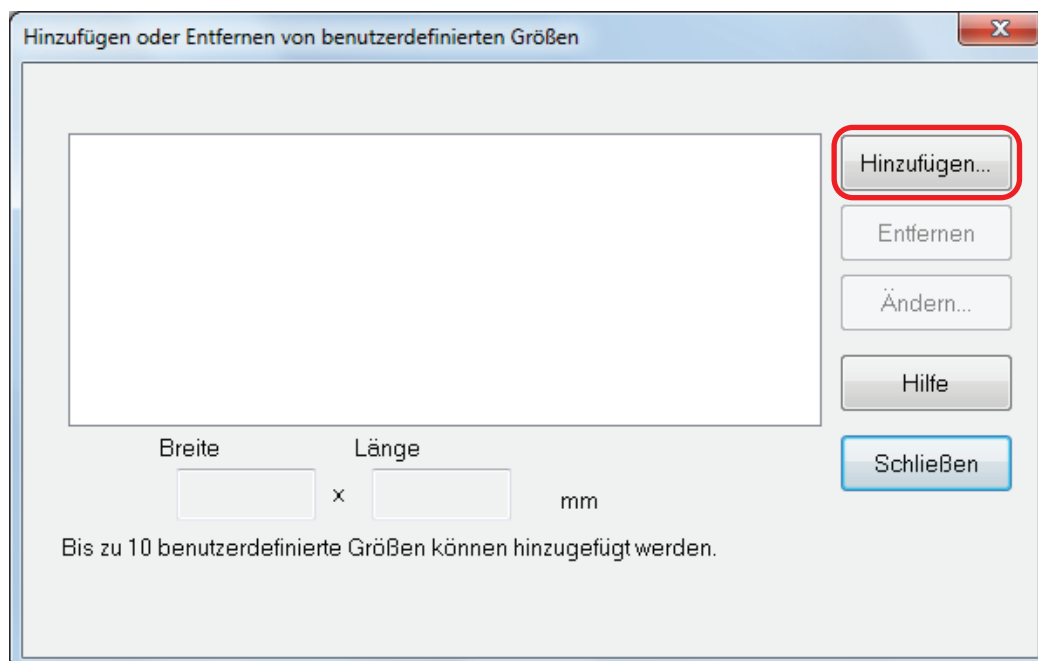 Hinzufügen oder Entfernen von benutzerdefinierten Größen
Hinzufügen...
Entfernen
Ändern...
Hilfe
Schließen
Breite Länge
x mm
Bis zu 10 benutzerdefinierte Größen können hinzugefügt werden.